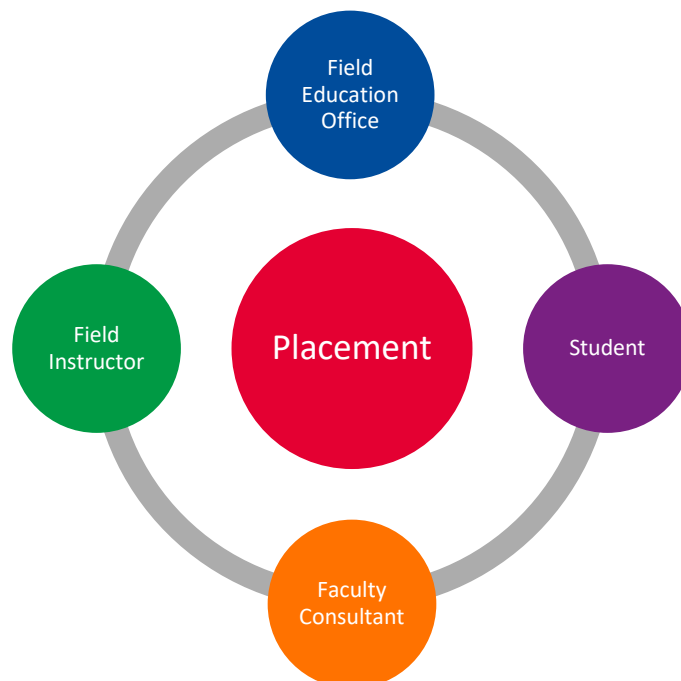 Field
Education
Office
Field
Instructor
Placement
Student
Faculty
Consultant